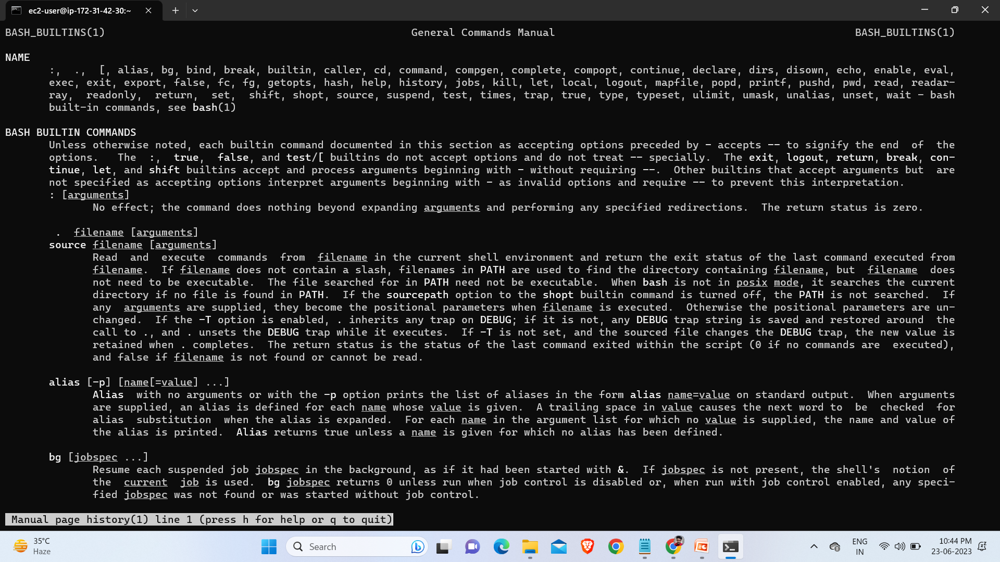 ec2-user@ip-172-31-42-30:~
BASH_BUILTINS(1) General Commands Manual BASH_BUILTINS(1)
NAME
:, ., [, alias, bg, bind, break, builtin, caller, cd, command, compgen, complete, compopt, continue, declare, dirs, disown, echo, enable, eval,
exec, exit, export, false, fc, fg, getopts, hash, help, history, jobs, kill, let, local, logout, mapfile, popd, printf, pushd, pwd, read, readar-
ray, readonly, return, set, shift, shopt, source, suspend, test, times, trap, true, type, typeset, ulimit, umask, unalias, unset, wait - bash
built-in commands, see bash(1)
BASH BUILTIN COMMANDS
Unless otherwise noted, each builtin command documented in this section as accepting options preceded by - accepts -- to signify the end of the
options. The :, true, false, and test/[ builtins do not accept options and do not treat -- specially. The exit, logout, return, break, con-
tinue, let, and shift builtins accept and process arguments beginning with - without requiring --. Other builtins that accept arguments but are
not specified as accepting options interpret arguments beginning with - as invalid options and require -- to prevent this interpretation.
: [arguments]
No effect; the command does nothing beyond expanding arguments and performing any specified redirections. The return status is zero.
. filename [arguments]
source filename [arguments]
Read and execute commands from filename in the current shell environment and return the exit status of the last command executed from
filename. If filename does not contain a slash, filenames in PATH are used to find the directory containing filename, but filename does
not need to be executable. The file searched for in PATH need not be executable. When bash is not in posix mode, it searches the current
directory if no file is found in PATH. If the sourcepath option to the shopt builtin command is turned off, the PATH is not searched. If
any arguments are supplied, they become the positional parameters when filename is executed. Otherwise the positional parameters are un-
changed. If the -T option is enabled, . inherits any trap on DEBUG; if it is not, any DEBUG trap string is saved and restored around the
call to ., and . unsets the DEBUG trap while it executes. If -T is not set, and the sourced file changes the DEBUG trap, the new value is
retained when . completes. The return status is the status of the last command exited within the script (0 if no commands are executed),
and false if filename is not found or cannot be read.
alias [-p] [name[=value] ...]
Alias with no arguments or with the -p option prints the list of aliases in the form alias name=value on standard output. When arguments
are supplied, an alias is defined for each name whose value is given. A trailing space in value causes the next word to be checked for
alias substitution when the alias is expanded. For each name in the argument list for which no value is supplied, the name and value of
the alias is printed. Alias returns true unless a name is given for which no alias has been defined.
bg [jobspec ...]
Resume each suspended job jobspec in the background, as if it had been started with &. If jobspec is not present, the shell's notion of
the current job is used. bg jobspec returns 0 unless run when job control is disabled or, when run with job control enabled, any speci-
fied jobspec was not found or was started without job control.
Manual page history(1) line 1 (press h for help or q to quit)
35°C
Haze
Search
ENG
IN
10:44 PM
23-06-2023